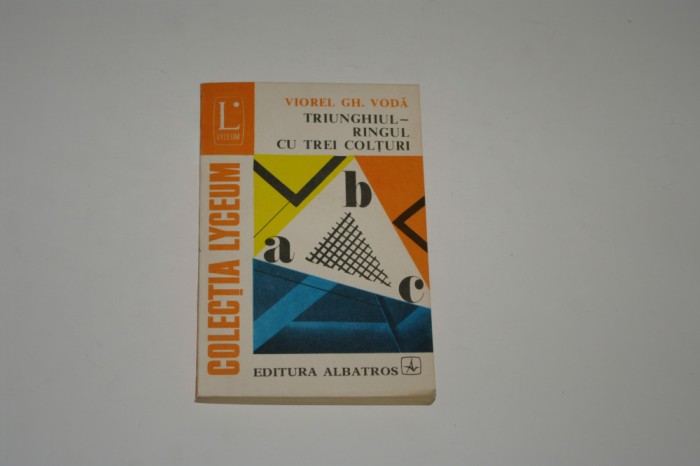 L
LYCEUM
COLECȚIA LYCEUM
VIOREL GH. VODĂ
TRIUNGHIUL–
RINGUL
CU TREI COLȚURI
b
a
c
EDITURA ALBATROS